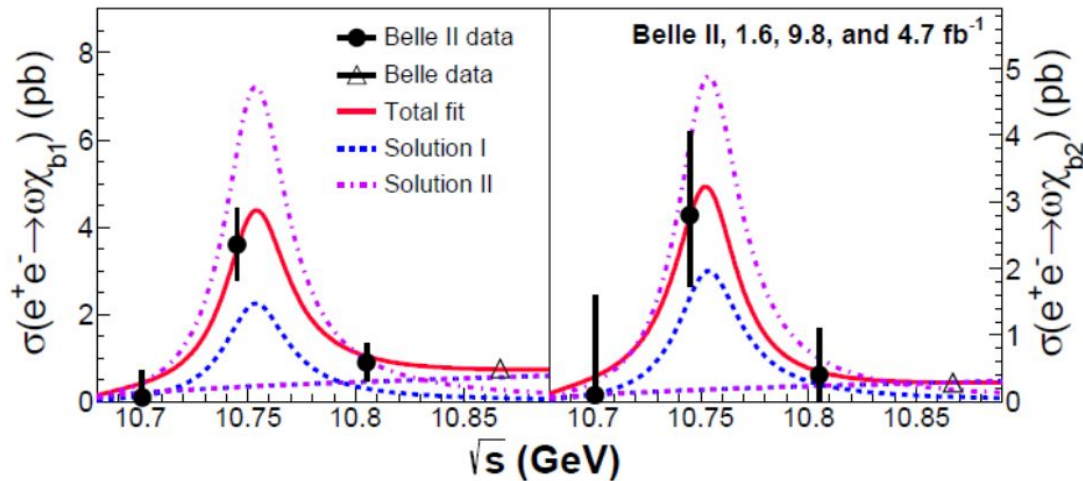 σ(e⁺e⁻→ωχ_b1) (pb)
8
6
4
2
0
Belle II data
Belle data
Total fit
Solution I
Solution II
Belle II, 1.6, 9.8, and 4.7 fb⁻¹
5
4
3
2
1
0
σ(e⁺e⁻→ωχ_b2) (pb)
10.7 10.75 10.8 10.85 10.7 10.75 10.8 10.85
√s (GeV)